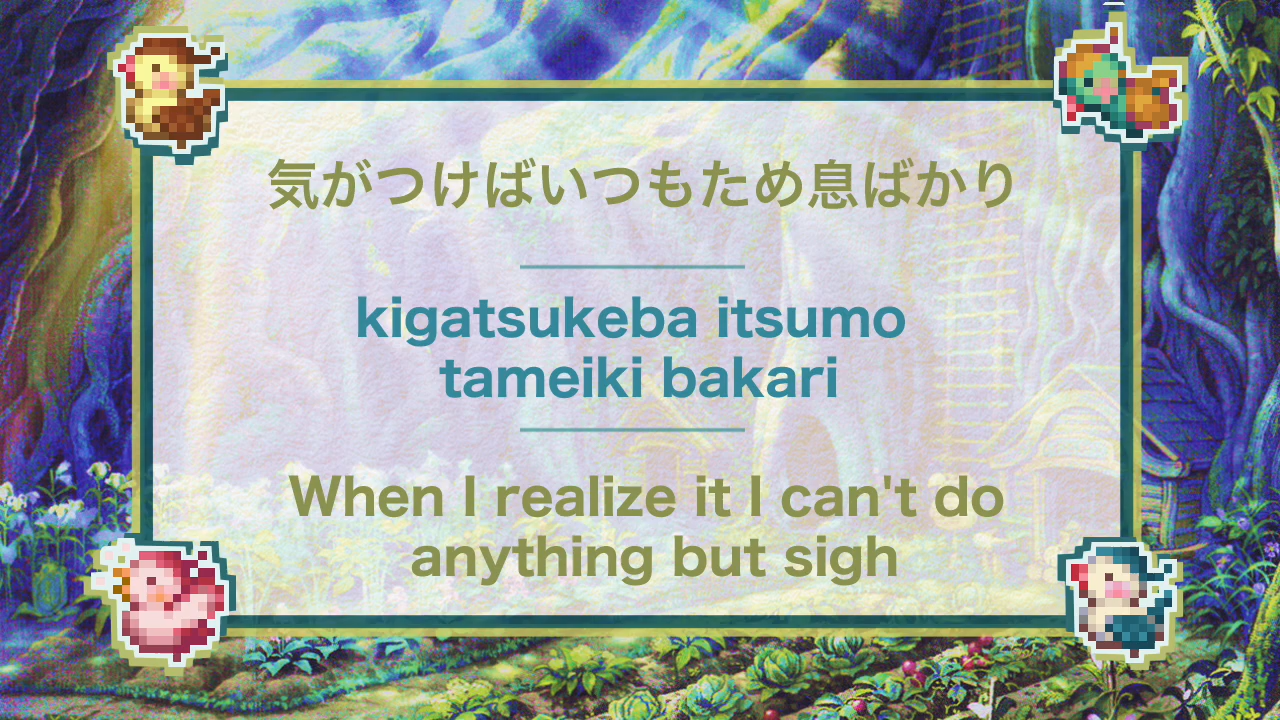 気がつけばいつもため息ばかり
kigatsukeba itsumo
tameiki bakari
When I realize it I can't do
anything but sigh